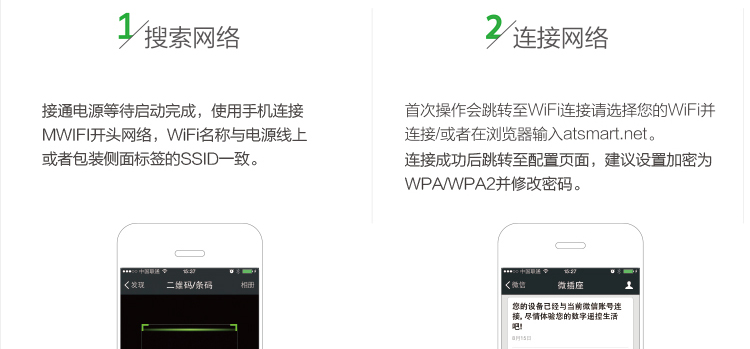 1 搜索网络
接通电源等待启动完成，使用手机连接
MWIFI开头网络，WiFi名称与电源线上
或者包装侧面标签的SSID一致。
中国联通 15:27
发现 二维码/条码 相册
2 连接网络
首次操作会跳转至WiFi连接请选择您的WiFi并
连接/或者在浏览器输入atsmart.net。
连接成功后跳转至配置页面，建议设置加密为
WPA/WPA2并修改密码。
中国联通 15:27
微信 微插座
您的设备已经与当前微信账号连
接，尽情体验您的数字遥控生活
吧!
8月18日